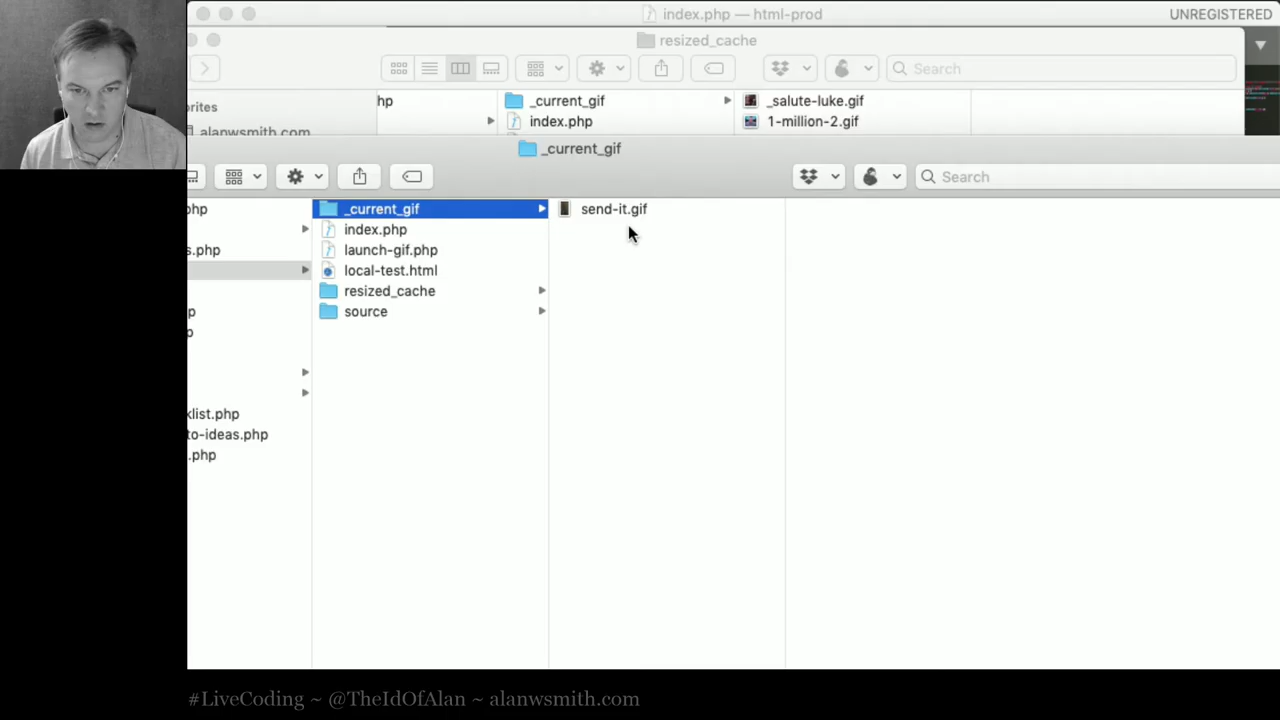 index.php — html-prod
UNREGISTERED
resized_cache
Search
orites
alanwsmith.com
hp
_current_gif
index.php
_salute-luke.gif
1-million-2.gif
_current_gif
Search
php
s.php
p
p
klist.php
to-ideas.php
.php
_current_gif
index.php
launch-gif.php
local-test.html
resized_cache
source
send-it.gif
#LiveCoding ~ @TheIdOfAlan ~ alanwsmith.com